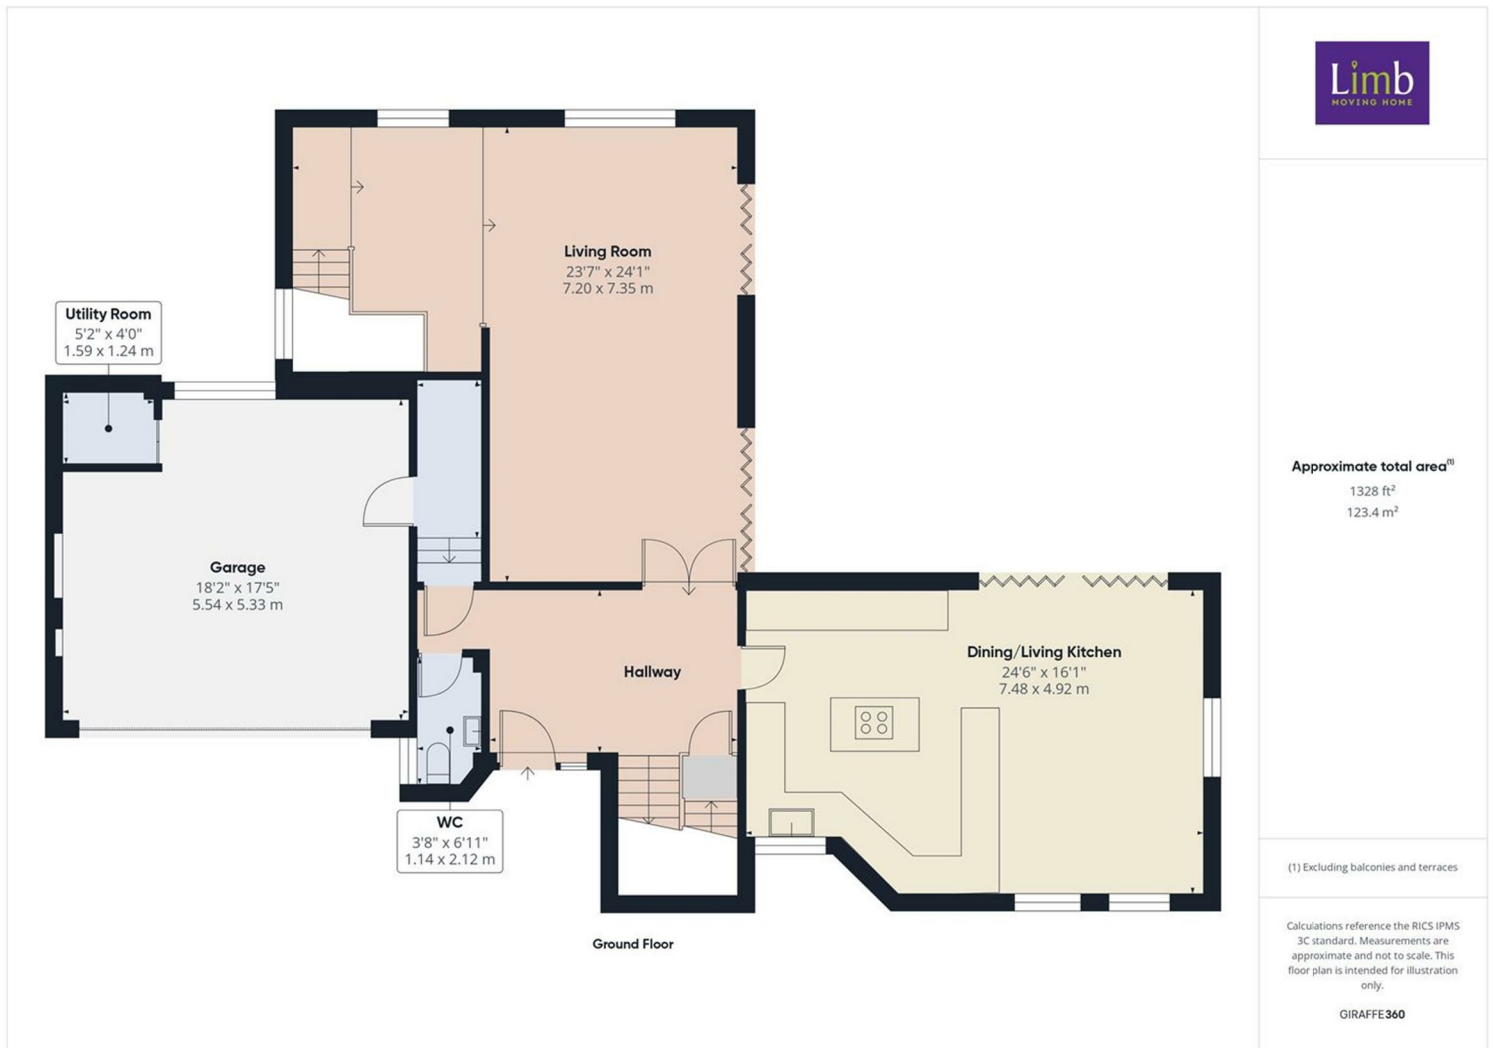 Limb
MOVING HOME
Living Room
23'7" x 24'1"
7.20 x 7.35 m
Utility Room
5'2" x 4'0"
1.59 x 1.24 m
Garage
18'2" x 17'5"
5.54 x 5.33 m
Hallway
Dining/Living Kitchen
24'6" x 16'1"
7.48 x 4.92 m
WC
3'8" x 6'11"
1.14 x 2.12 m
Ground Floor
Approximate total area(1)
1328 ft²
123.4 m²
(1) Excluding balconies and terraces
Calculations reference the RICS IPMS
3C standard. Measurements are
approximate and not to scale. This
floor plan is intended for illustration
only.
GIRAFFE360